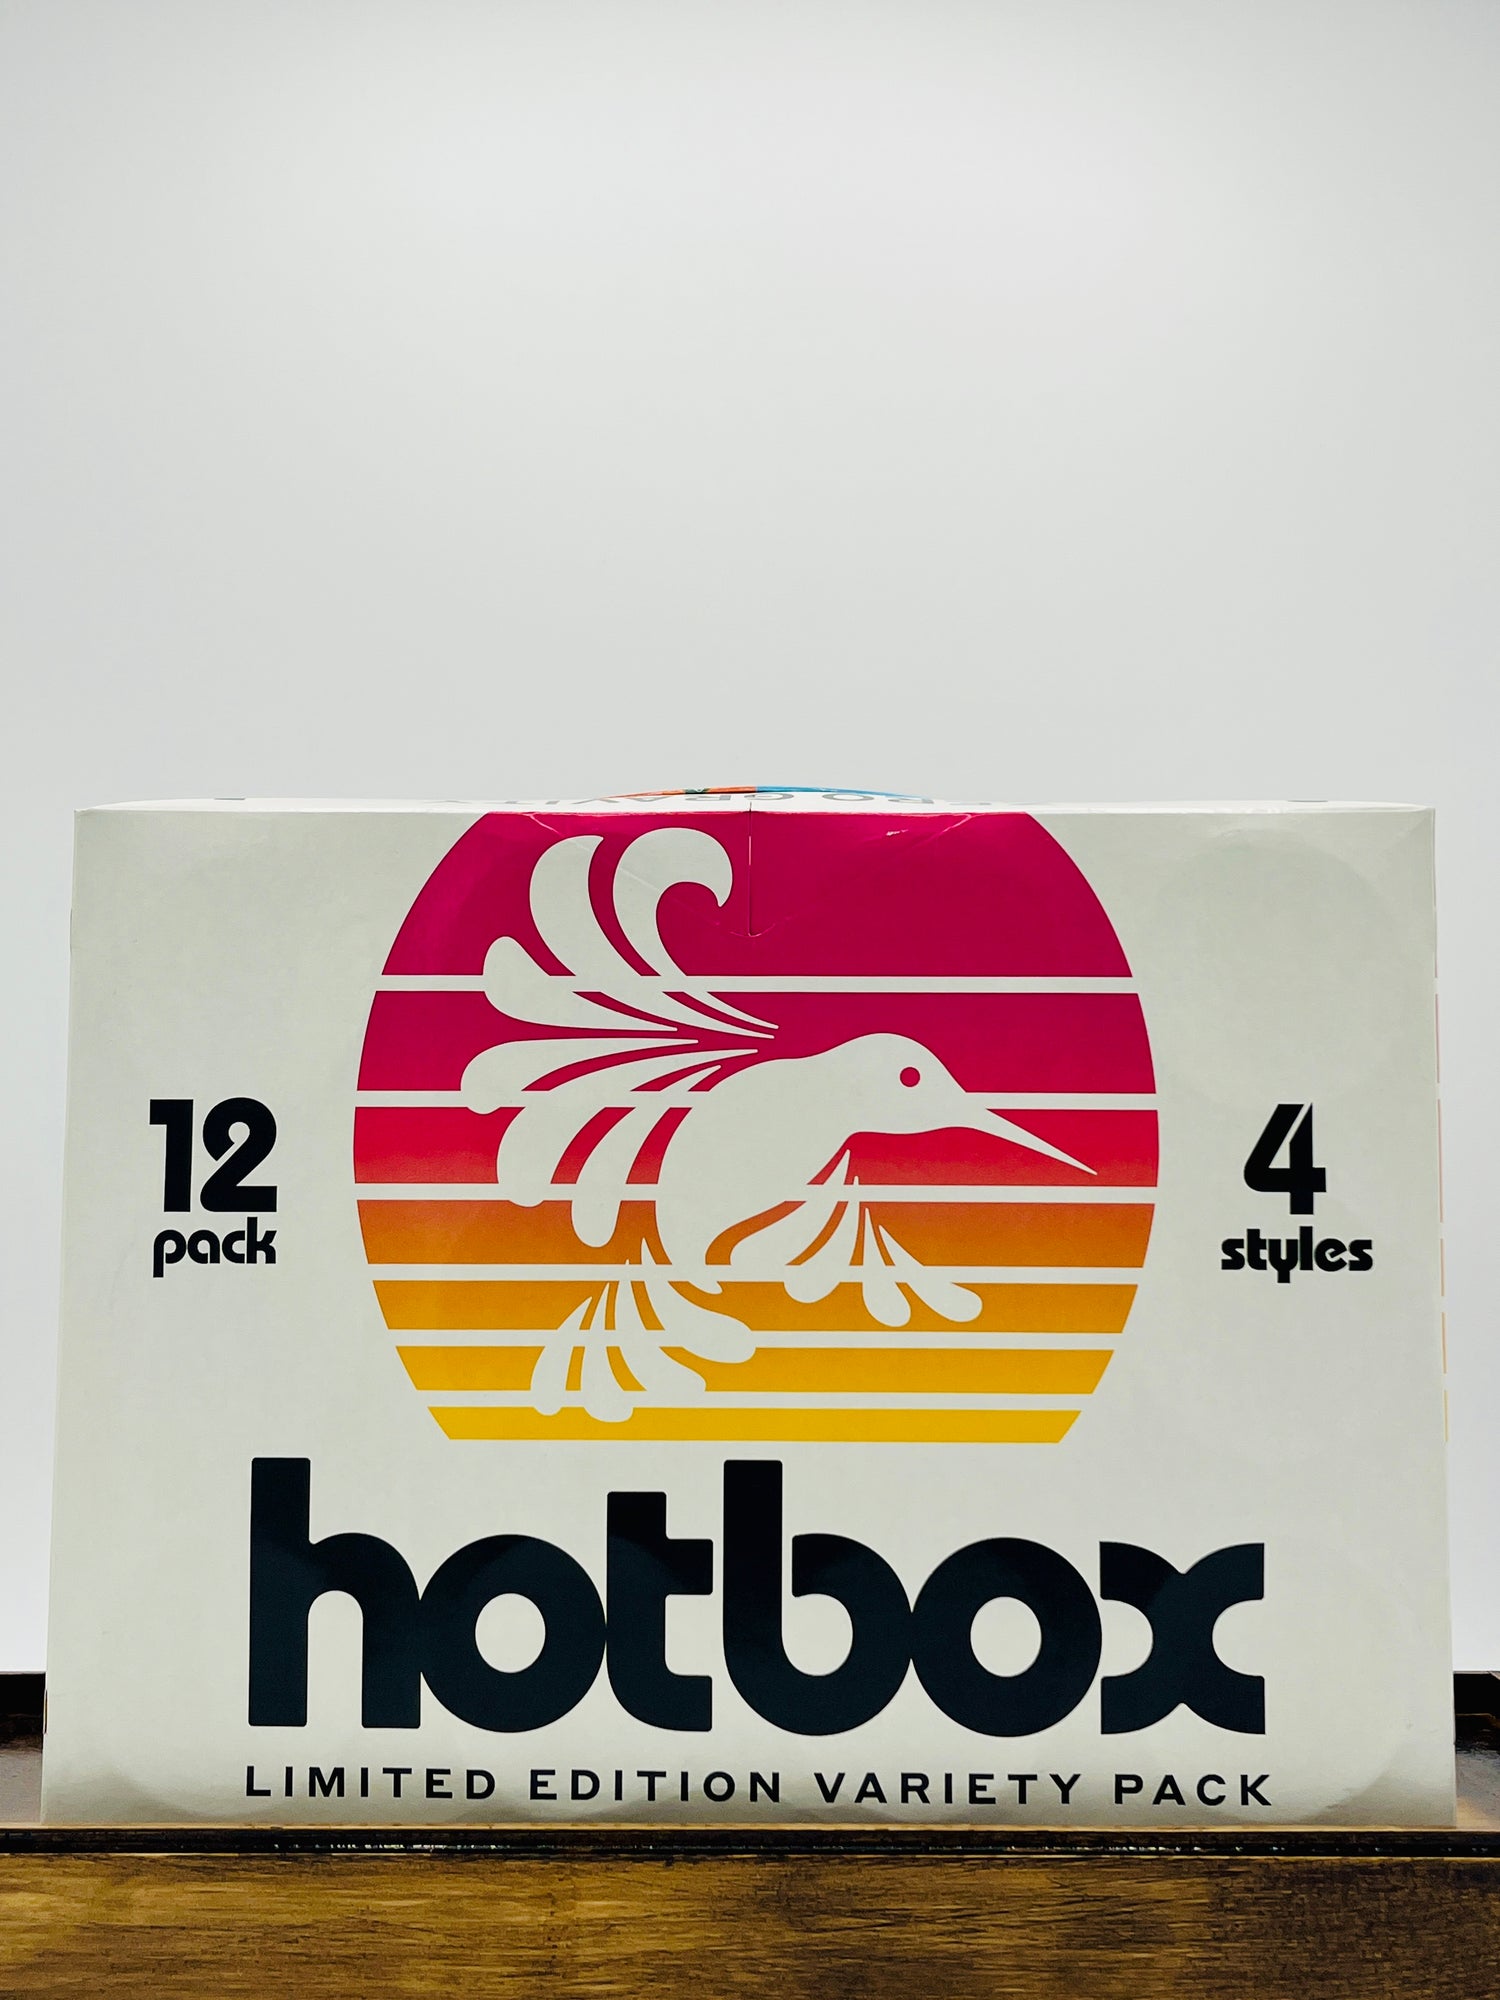 12
pack
4
styles
hotbox
LIMITED EDITION VARIETY PACK